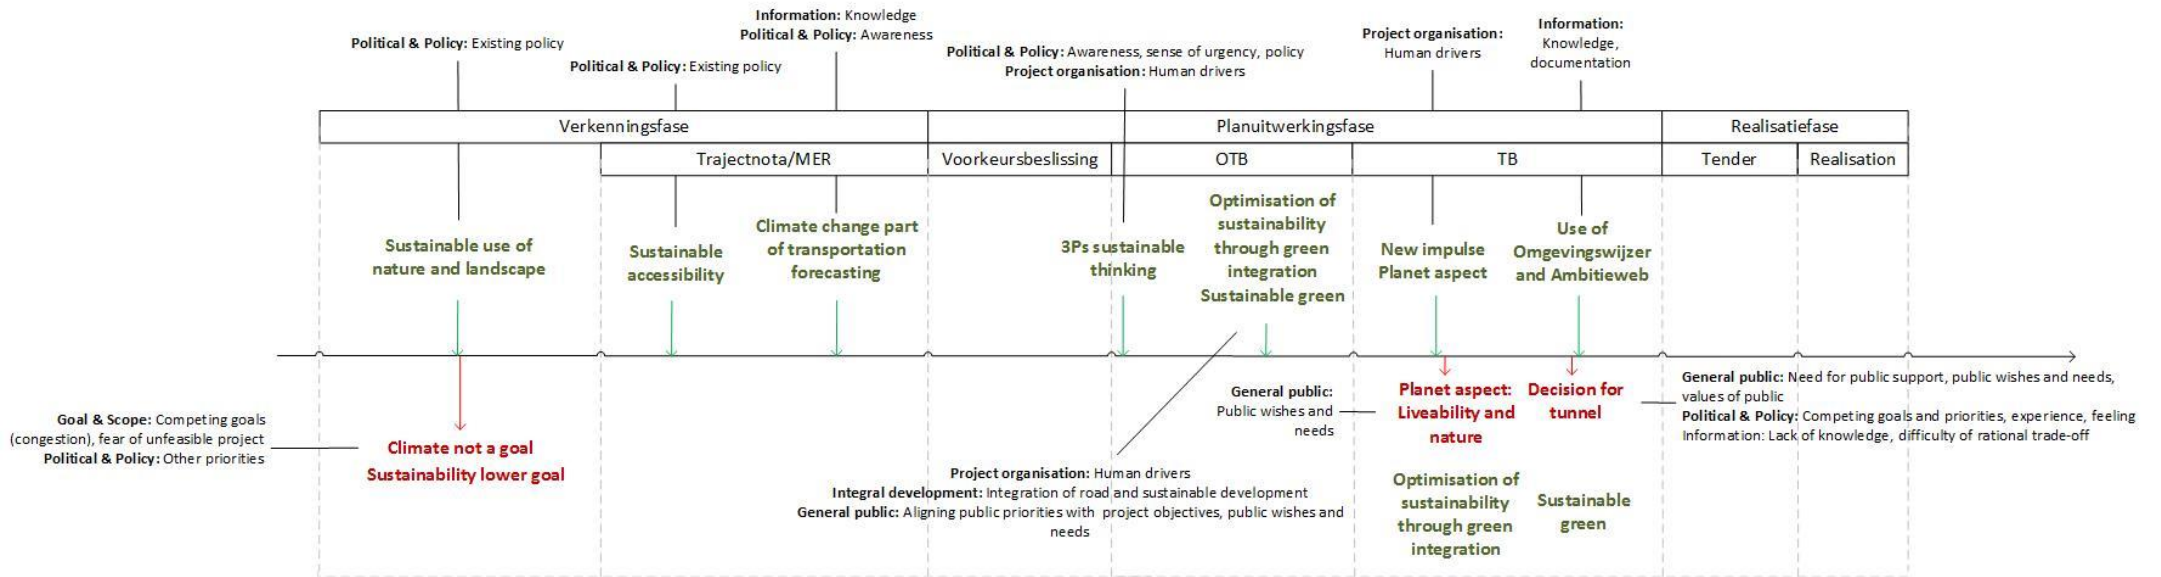 Political & Policy: Existing policy
Political & Policy: Existing policy
Information: Knowledge
Political & Policy: Awareness
Political & Policy: Awareness, sense of urgency, policy
Project organisation: Human drivers
Project organisation:
Human drivers
Information:
Knowledge,
documentation
Verkenningsfase
Planuitwerkingsfase
Realisatiefase
Trajectnota/MER
Voorkeursbeslissing
OTB
TB
Tender
Realisation
Sustainable use of
nature and landscape
Sustainable
accessibility
Climate change part
of transportation
forecasting
3Ps sustainable
thinking
Optimisation of
sustainability
through green
integration
Sustainable green
New impulse
Planet aspect
Use of
Omgevingswijzer
and Ambitieweb
Goal & Scope: Competing goals
(congestion), fear of unfeasible project
Political & Policy: Other priorities
Climate not a goal
Sustainability lower goal
Project organisation: Human drivers
Integral development: Integration of road and sustainable development
General public: Aligning public priorities with project objectives, public wishes and
needs
General public:
Public wishes and
needs
Planet aspect:
Liveability and
nature
Decision for
tunnel
General public: Need for public support, public wishes and needs,
values of public
Political & Policy: Competing goals and priorities, experience, feeling
Information: Lack of knowledge, difficulty of rational trade-off
Optimisation of
sustainability
through green
integration
Sustainable
green